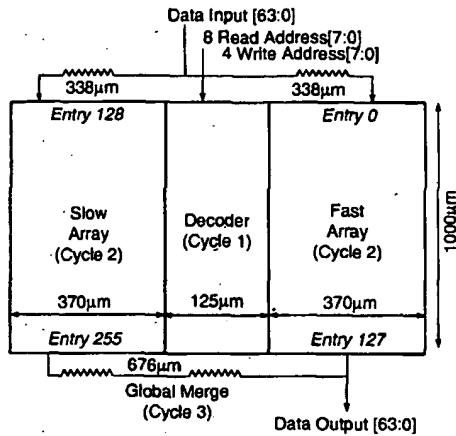 Data Input [63:0]
8 Read Address[7:0]
4 Write Address[7:0]
338μm
338μm
Entry 128
Entry 0
Slow
Array
(Cycle 2)
Decoder
(Cycle 1)
Fast
Array
(Cycle 2)
1000μm
370μm
125μm
370μm
Entry 255
Entry 127
676μm
Global Merge
(Cycle 3)
Data Output [63:0]